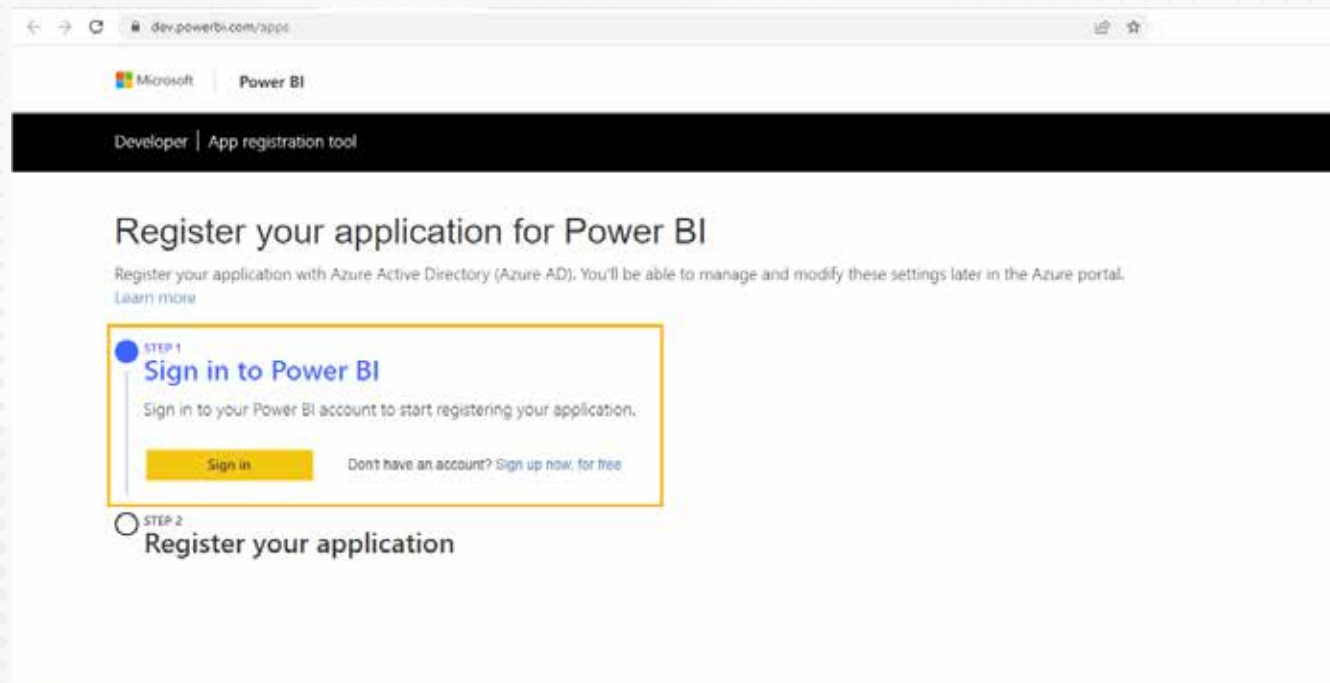 dev.powerbi.com/apps
Microsoft Power BI
Developer | App registration tool
Register your application for Power BI
Register your application with Azure Active Directory (Azure AD). You'll be able to manage and modify these settings later in the Azure portal.
Learn more
STEP 1
Sign in to Power BI
Sign in to your Power BI account to start registering your application.
Sign in Don't have an account? Sign up now, for free
STEP 2
Register your application